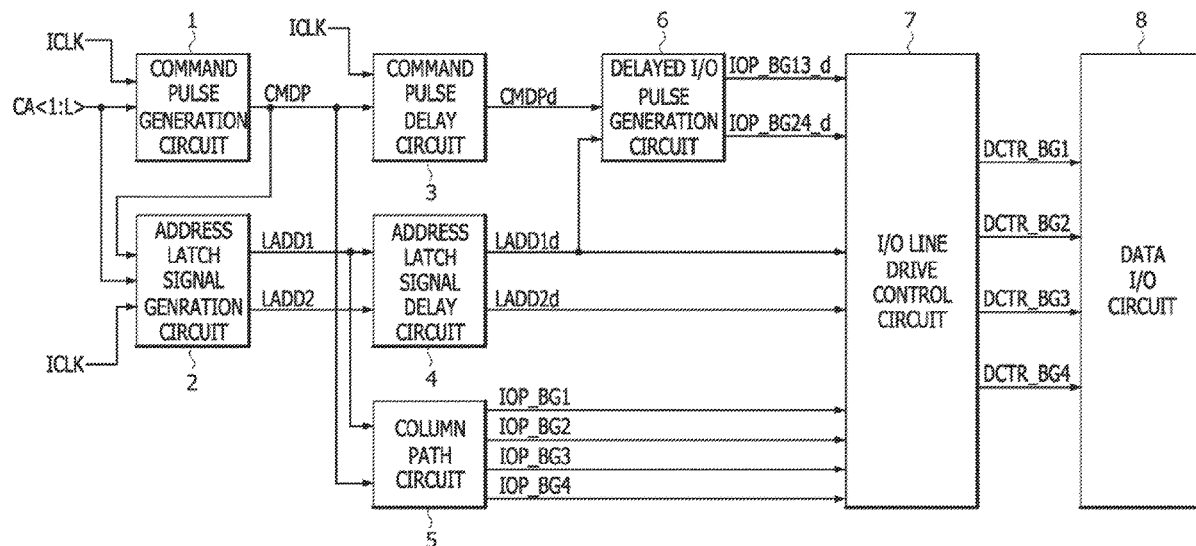 1
ICLK
CA<1:L>
COMMAND
PULSE
GENERATION
CIRCUIT
CMDP
ICLK
COMMAND
PULSE
DELAY
CIRCUIT
3
CMDPd
6
DELAYED I/O
PULSE
GENERATION
CIRCUIT
IOP_BG13_d
IOP_BG24_d
7
I/O LINE
DRIVE
CONTROL
CIRCUIT
8
DATA
I/O
CIRCUIT
DCTR_BG1
DCTR_BG2
DCTR_BG3
DCTR_BG4
ADDRESS
LATCH
SIGNAL
GENRATION
CIRCUIT
2
ICLK
LADD1
LADD2
ADDRESS
LATCH
SIGNAL
DELAY
CIRCUIT
4
LADD1d
LADD2d
COLUMN
PATH
CIRCUIT
5
IOP_BG1
IOP_BG2
IOP_BG3
IOP_BG4